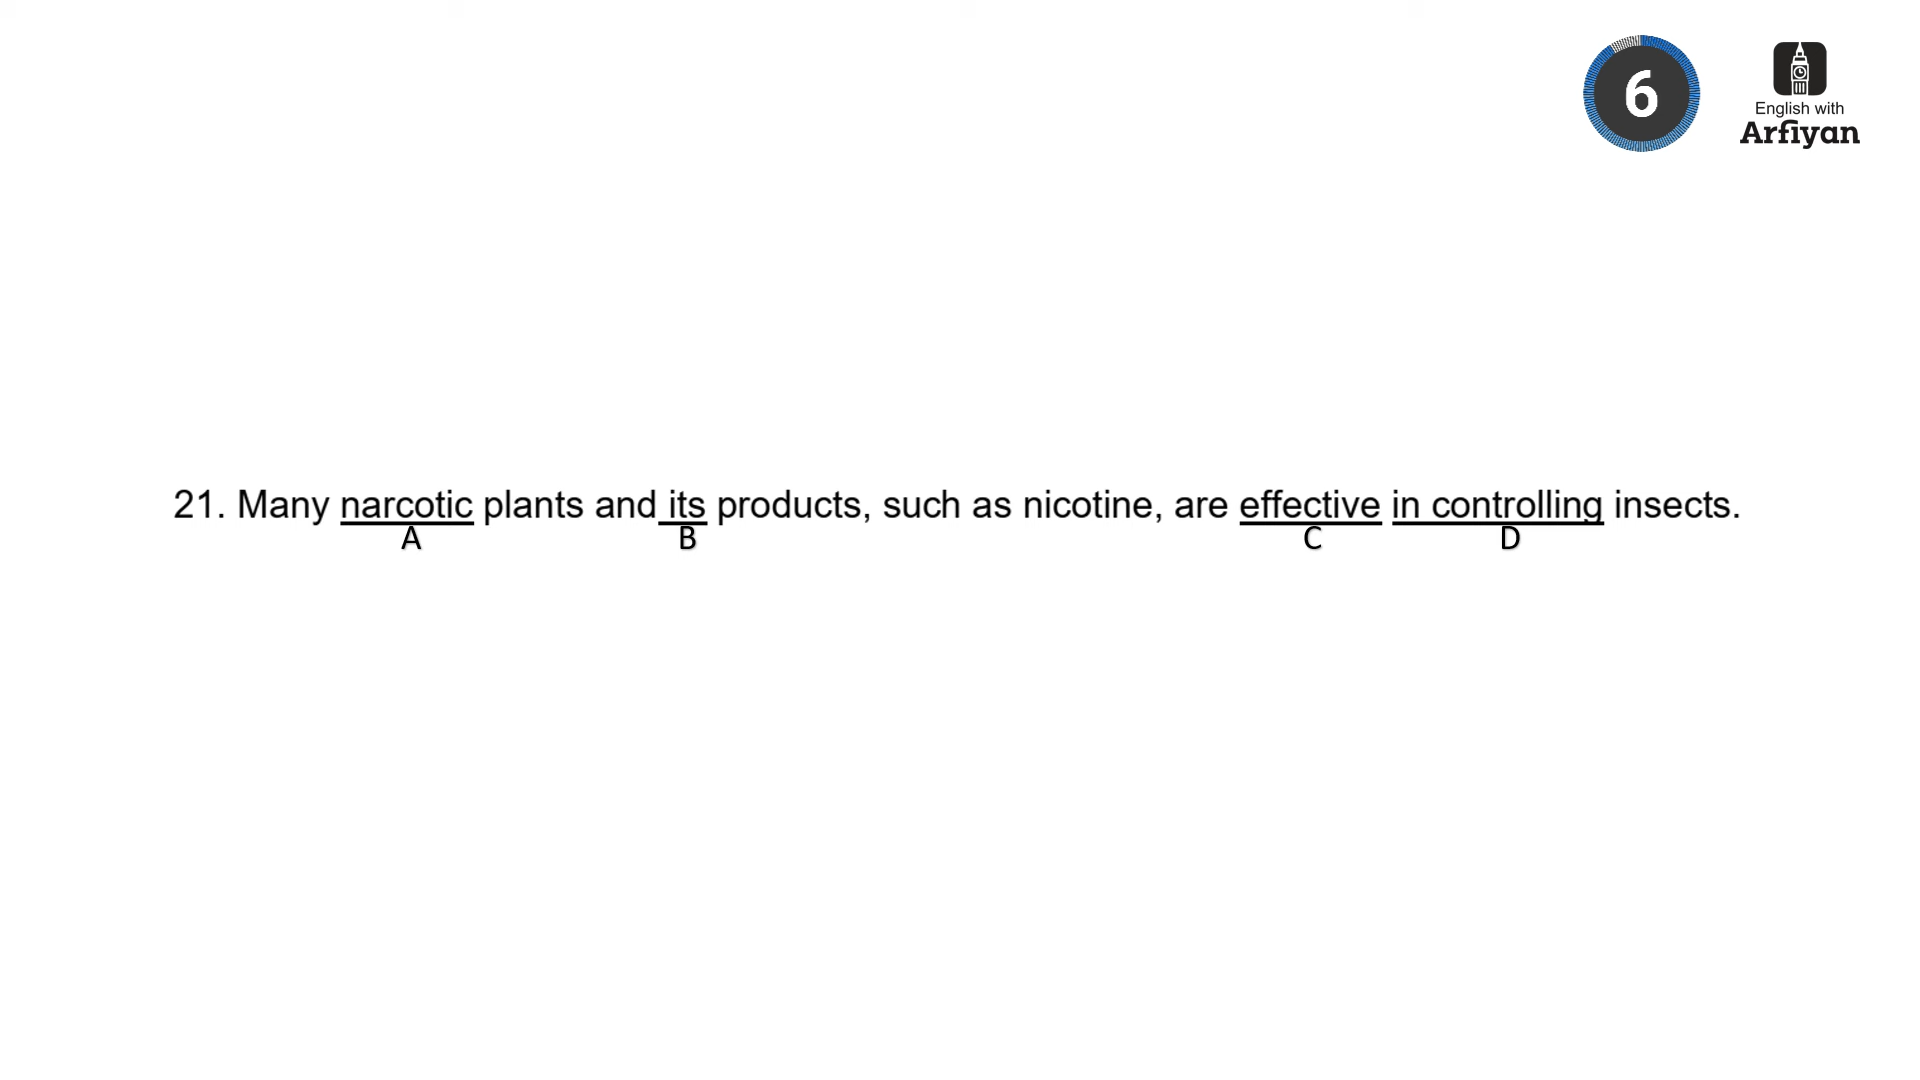 6
English with
Arfiyan
21. Many narcotic plants and its products, such as nicotine, are effective in controlling insects.
A B C D